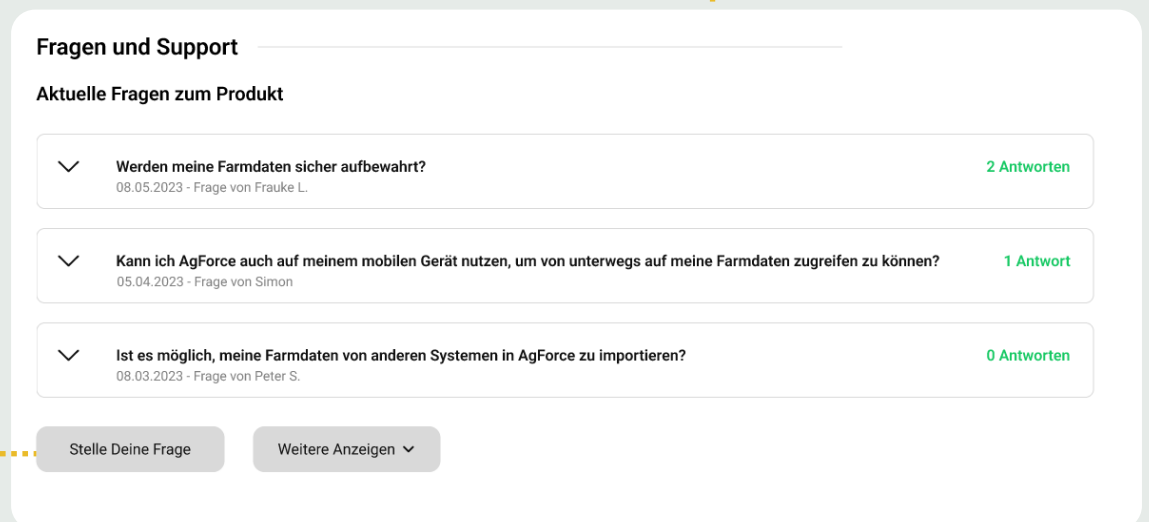 Fragen und Support
Aktuelle Fragen zum Produkt
Werden meine Farmdaten sicher aufbewahrt?
2 Antworten
08.05.2023 - Frage von Frauke L.
Kann ich AgForce auch auf meinem mobilen Gerät nutzen, um von unterwegs auf meine Farmdaten zugreifen zu können?
1 Antwort
05.04.2023 - Frage von Simon
Ist es möglich, meine Farmdaten von anderen Systemen in AgForce zu importieren?
0 Antworten
08.03.2023 - Frage von Peter S.
Stelle Deine Frage
Weitere Anzeigen